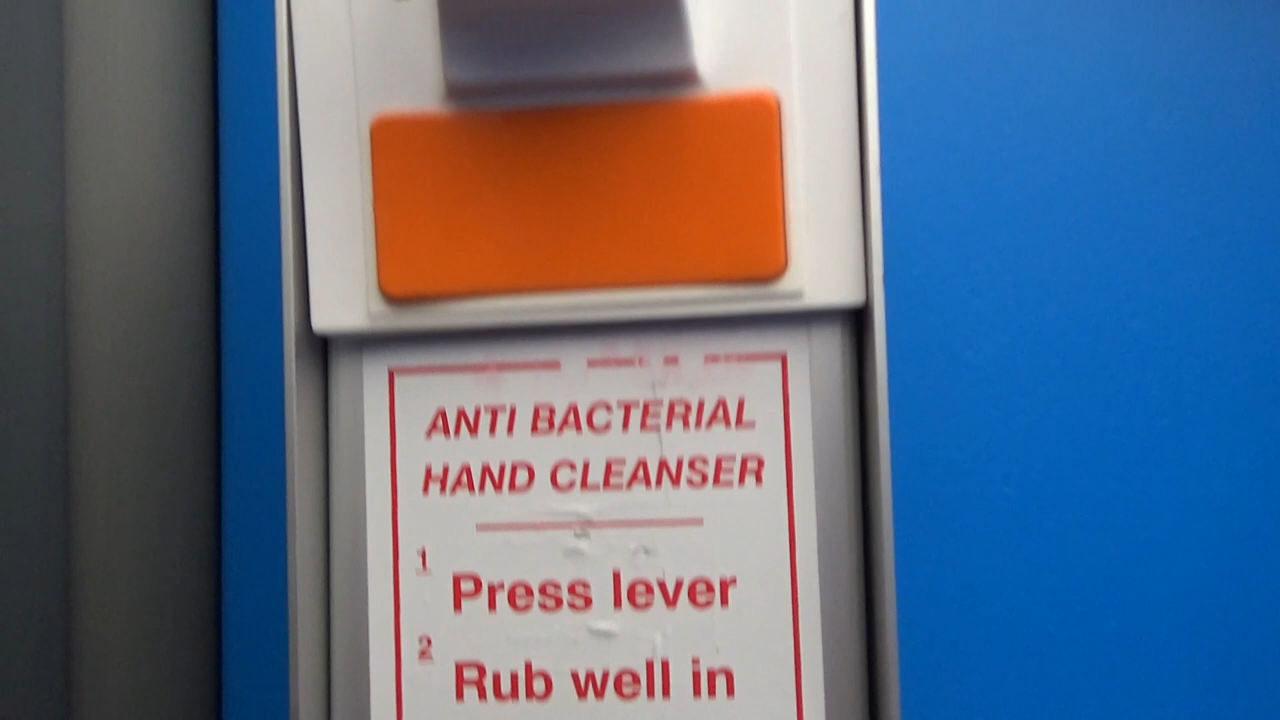 ANTI BACTERIAL
HAND CLEANSER
1
Press lever
2
Rub well in